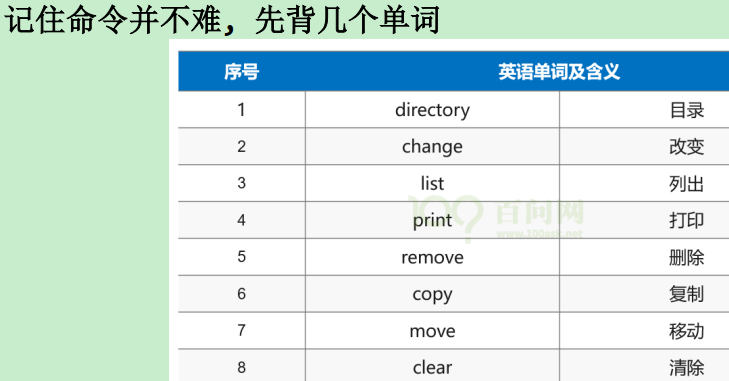 记住命令并不难，先背几个单词
序号 英语单词及含义
1 directory 目录
2 change 改变
3 list 列出
4 print 打印
5 remove 删除
6 copy 复制
7 move 移动
8 clear 清除
100 百问网
www.100ask.net